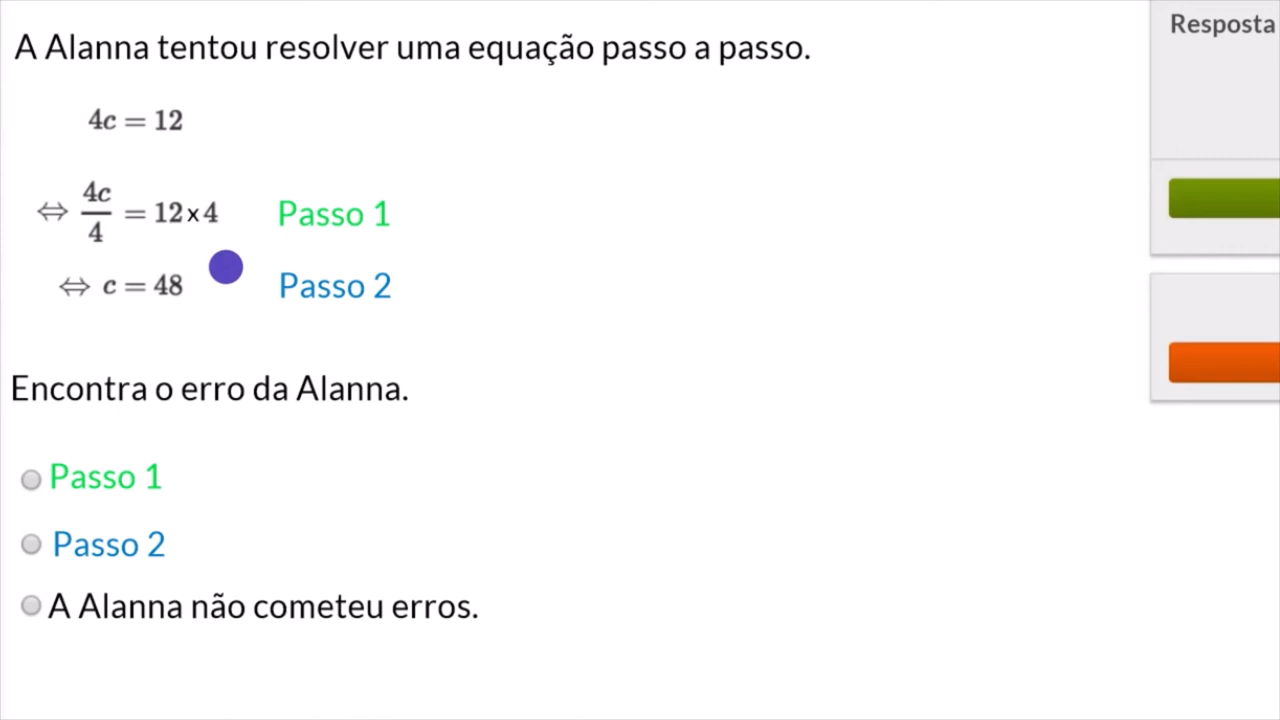 A Alanna tentou resolver uma equação passo a passo.
Resposta
4c = 12
⇔ 4c/4 = 12 x 4 Passo 1
⇔ c = 48 Passo 2
Encontra o erro da Alanna.
Passo 1
Passo 2
A Alanna não cometeu erros.